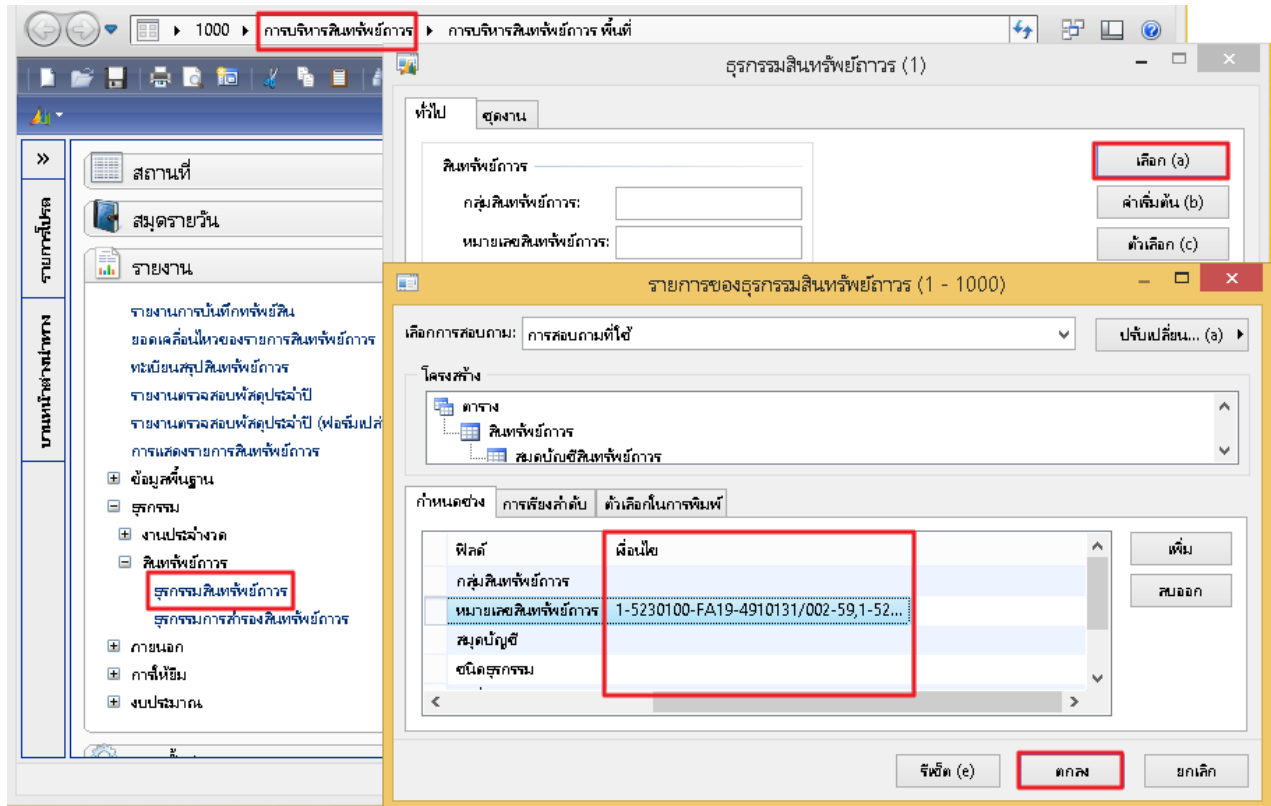 1000 การบริหารสินทรัพย์ถาวร การบริหารสินทรัพย์ถาวร พื้นที่
รายการโปรด
บานหน้าต่างนำทาง
สถานที่
สมุดรายวัน
รายงาน
รายงานการบันทึกทรัพย์สิน
ยอดเคลื่อนไหวของรายการสินทรัพย์ถาวร
ทะเบียนสรุปสินทรัพย์ถาวร
รายงานตรวจสอบพัสดุประจำปี
รายงานตรวจสอบพัสดุประจำปี (ฟอร์มเปล่
การแสดงรายการสินทรัพย์ถาวร
ข้อมูลพื้นฐาน
ธุรกรรม
งานประจำงวด
สินทรัพย์ถาวร
ธุรกรรมสินทรัพย์ถาวร
ธุรกรรมการสำรองสินทรัพย์ถาวร
ภายนอก
การให้ยืม
งบประมาณ
ธุรกรรมสินทรัพย์ถาวร (1)
ทั่วไป ชุดงาน
สินทรัพย์ถาวร
กลุ่มสินทรัพย์ถาวร:
หมายเลขสินทรัพย์ถาวร:
เลือก (a)
ค่าเริ่มต้น (b)
ตัวเลือก (c)
รายการของธุรกรรมสินทรัพย์ถาวร (1 - 1000)
เลือกการสอบถาม: การสอบถามที่ใช้ ปรับเปลี่ยน... (a)
โครงสร้าง
ตาราง
สินทรัพย์ถาวร
สมุดบัญชีสินทรัพย์ถาวร
กำหนดช่วง การเรียงลำดับ ตัวเลือกในการพิมพ์
ฟิลด์ เงื่อนไข
กลุ่มสินทรัพย์ถาวร
หมายเลขสินทรัพย์ถาวร 1-5230100-FA19-4910131/002-59,1-52...
สมุดบัญชี
ชนิดธุรกรรม
เพิ่ม
ลบออก
รีเซ็ต (e) ตกลง ยกเลิก